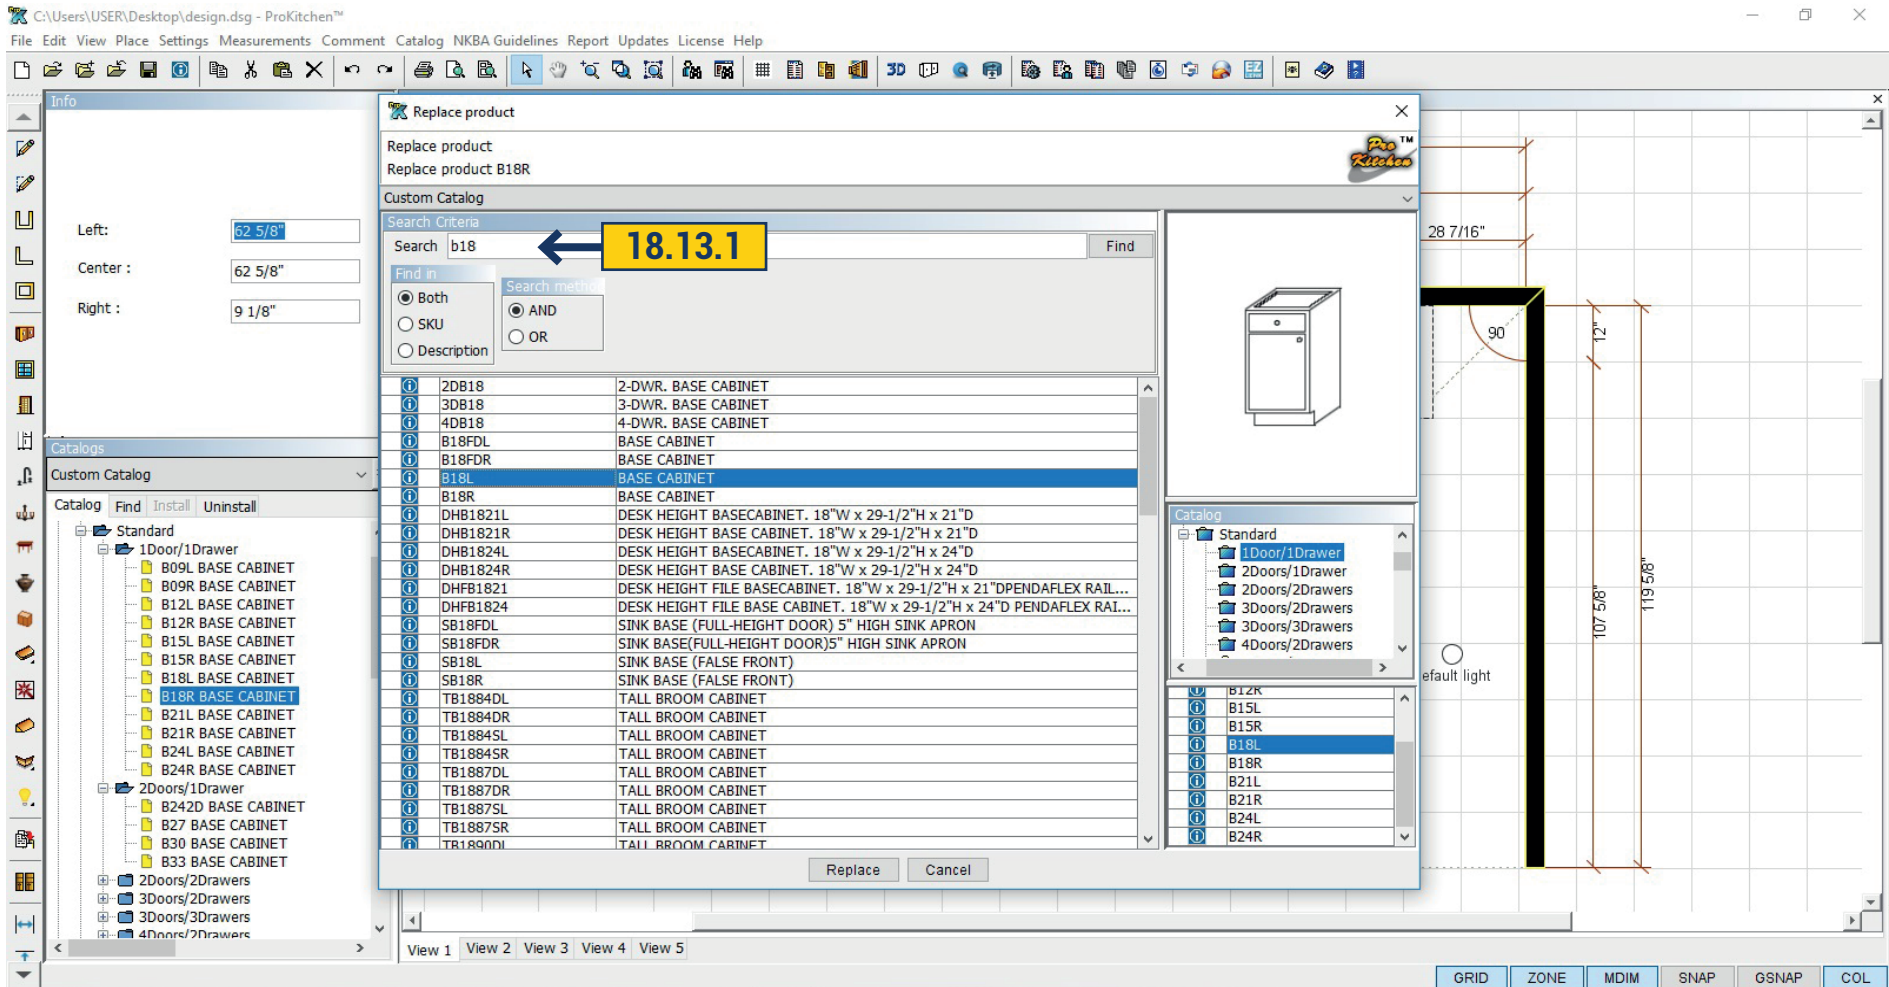 C:\Users\USER\Desktop\design.dsg - ProKitchen™
File Edit View Place Settings Measurements Comment Catalog NKBA Guidelines Report Updates License Help
3D
EZ
Info
Left: 62 5/8"
Center : 62 5/8"
Right : 9 1/8"
Catalogs
Custom Catalog
Catalog Find Install Uninstall
Standard
1Door/1Drawer
B09L BASE CABINET
B09R BASE CABINET
B12L BASE CABINET
B12R BASE CABINET
B15L BASE CABINET
B15R BASE CABINET
B18L BASE CABINET
B18R BASE CABINET
B21L BASE CABINET
B21R BASE CABINET
B24L BASE CABINET
B24R BASE CABINET
2Doors/1Drawer
B242D BASE CABINET
B27 BASE CABINET
B30 BASE CABINET
B33 BASE CABINET
2Doors/2Drawers
3Doors/2Drawers
3Doors/3Drawers
4Doors/2Drawers
Replace product
Replace product
Replace product B18R
Pro Kitchen ™
Custom Catalog
Search Criteria
Search b18 18.13.1 Find
Find in
Both
SKU
Description
Search metho
AND
OR
2DB18 2-DWR. BASE CABINET
3DB18 3-DWR. BASE CABINET
4DB18 4-DWR. BASE CABINET
B18FDL BASE CABINET
B18FDR BASE CABINET
B18L BASE CABINET
B18R BASE CABINET
DHB1821L DESK HEIGHT BASECABINET. 18"W x 29-1/2"H x 21"D
DHB1821R DESK HEIGHT BASE CABINET. 18"W x 29-1/2"H x 21"D
DHB1824L DESK HEIGHT BASECABINET. 18"W x 29-1/2"H x 24"D
DHB1824R DESK HEIGHT BASE CABINET. 18"W x 29-1/2"H x 24"D
DHFB1821 DESK HEIGHT FILE BASECABINET. 18"W x 29-1/2"H x 21"DPENDAFLEX RAIL...
DHFB1824 DESK HEIGHT FILE BASE CABINET. 18"W x 29-1/2"H x 24"D PENDAFLEX RAI...
SB18FDL SINK BASE (FULL-HEIGHT DOOR) 5" HIGH SINK APRON
SB18FDR SINK BASE(FULL-HEIGHT DOOR)5" HIGH SINK APRON
SB18L SINK BASE (FALSE FRONT)
SB18R SINK BASE (FALSE FRONT)
TB1884DL TALL BROOM CABINET
TB1884DR TALL BROOM CABINET
TB1884SL TALL BROOM CABINET
TB1884SR TALL BROOM CABINET
TB1887DL TALL BROOM CABINET
TB1887DR TALL BROOM CABINET
TB1887SL TALL BROOM CABINET
TB1887SR TALL BROOM CABINET
TB1890DL TALL BROOM CABINET
Catalog
Standard
1Door/1Drawer
2Doors/1Drawer
2Doors/2Drawers
3Doors/2Drawers
3Doors/3Drawers
4Doors/2Drawers
B12R
B15L
B15R
B18L
B18R
B21L
B21R
B24L
B24R
Replace Cancel
28 7/16"
90
12"
107 5/8"
119 5/8"
efault light
View 1 View 2 View 3 View 4 View 5
GRID ZONE MDIM SNAP GSNAP COL